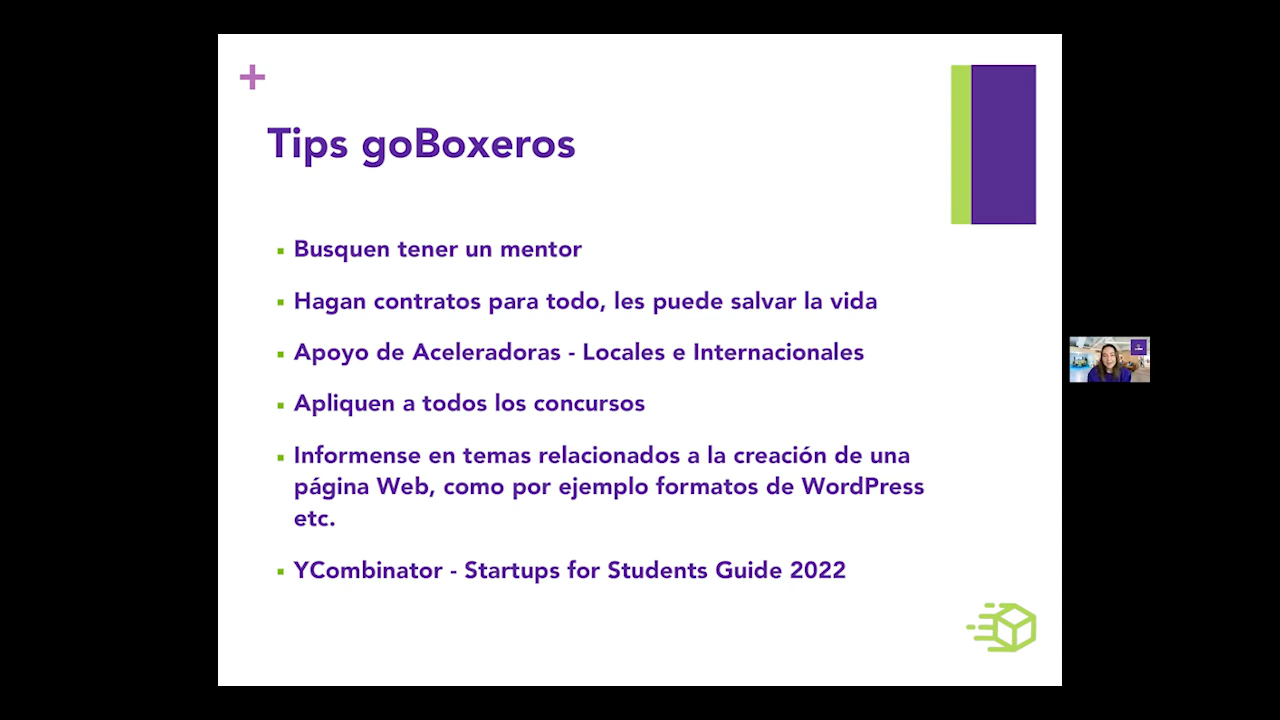 Tips goBoxeros
Busquen tener un mentor
Hagan contratos para todo, les puede salvar la vida
Apoyo de Aceleradoras - Locales e Internacionales
Apliquen a todos los concursos
Informense en temas relacionados a la creación de una
página Web, como por ejemplo formatos de WordPress
etc.
YCombinator - Startups for Students Guide 2022